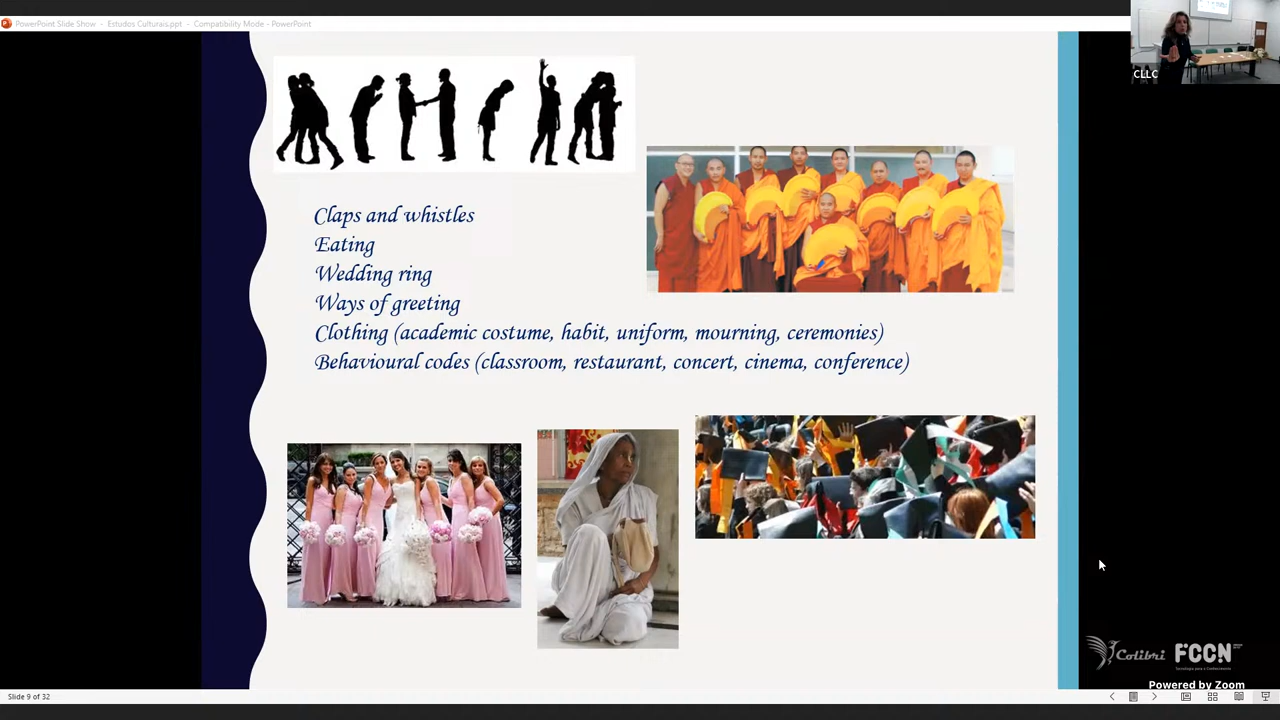 PowerPoint Slide Show - Estudos Culturais.ppt - Compatibility Mode - PowerPoint
CLLC
Claps and whistles
Eating
Wedding ring
Ways of greeting
Clothing (academic costume, habit, uniform, mourning, ceremonies)
Behavioural codes (classroom, restaurant, concert, cinema, conference)
Colibri FCCN
Powered by Zoom
Slide 9 of 32